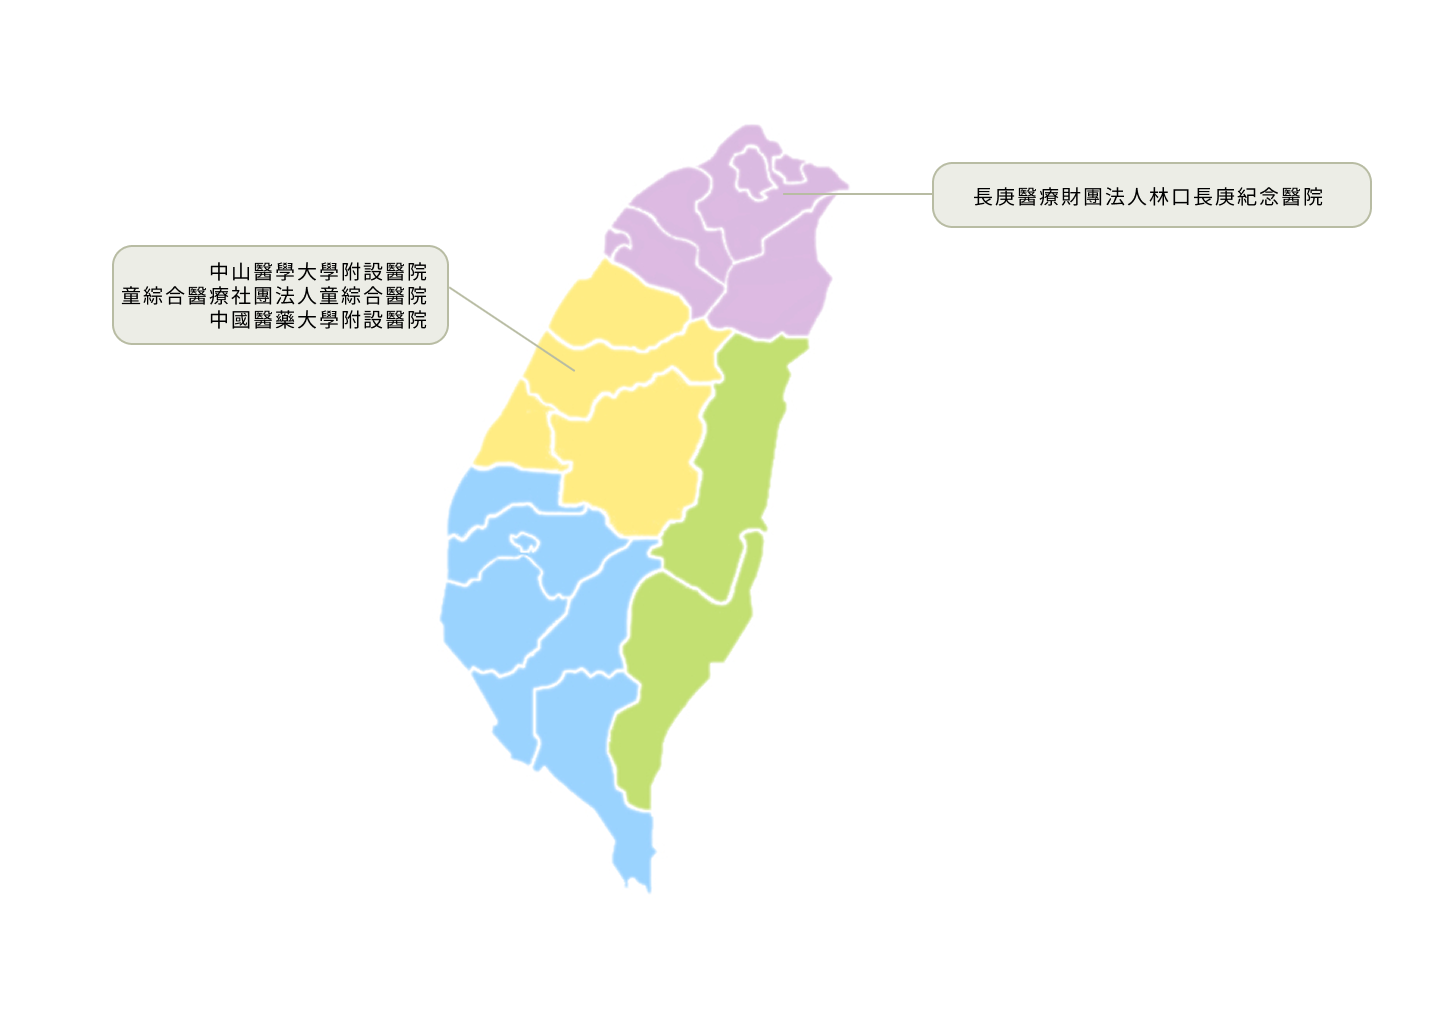 長庚醫療財團法人林口長庚紀念醫院
中山醫學大學附設醫院
童綜合醫療社團法人童綜合醫院
中國醫藥大學附設醫院